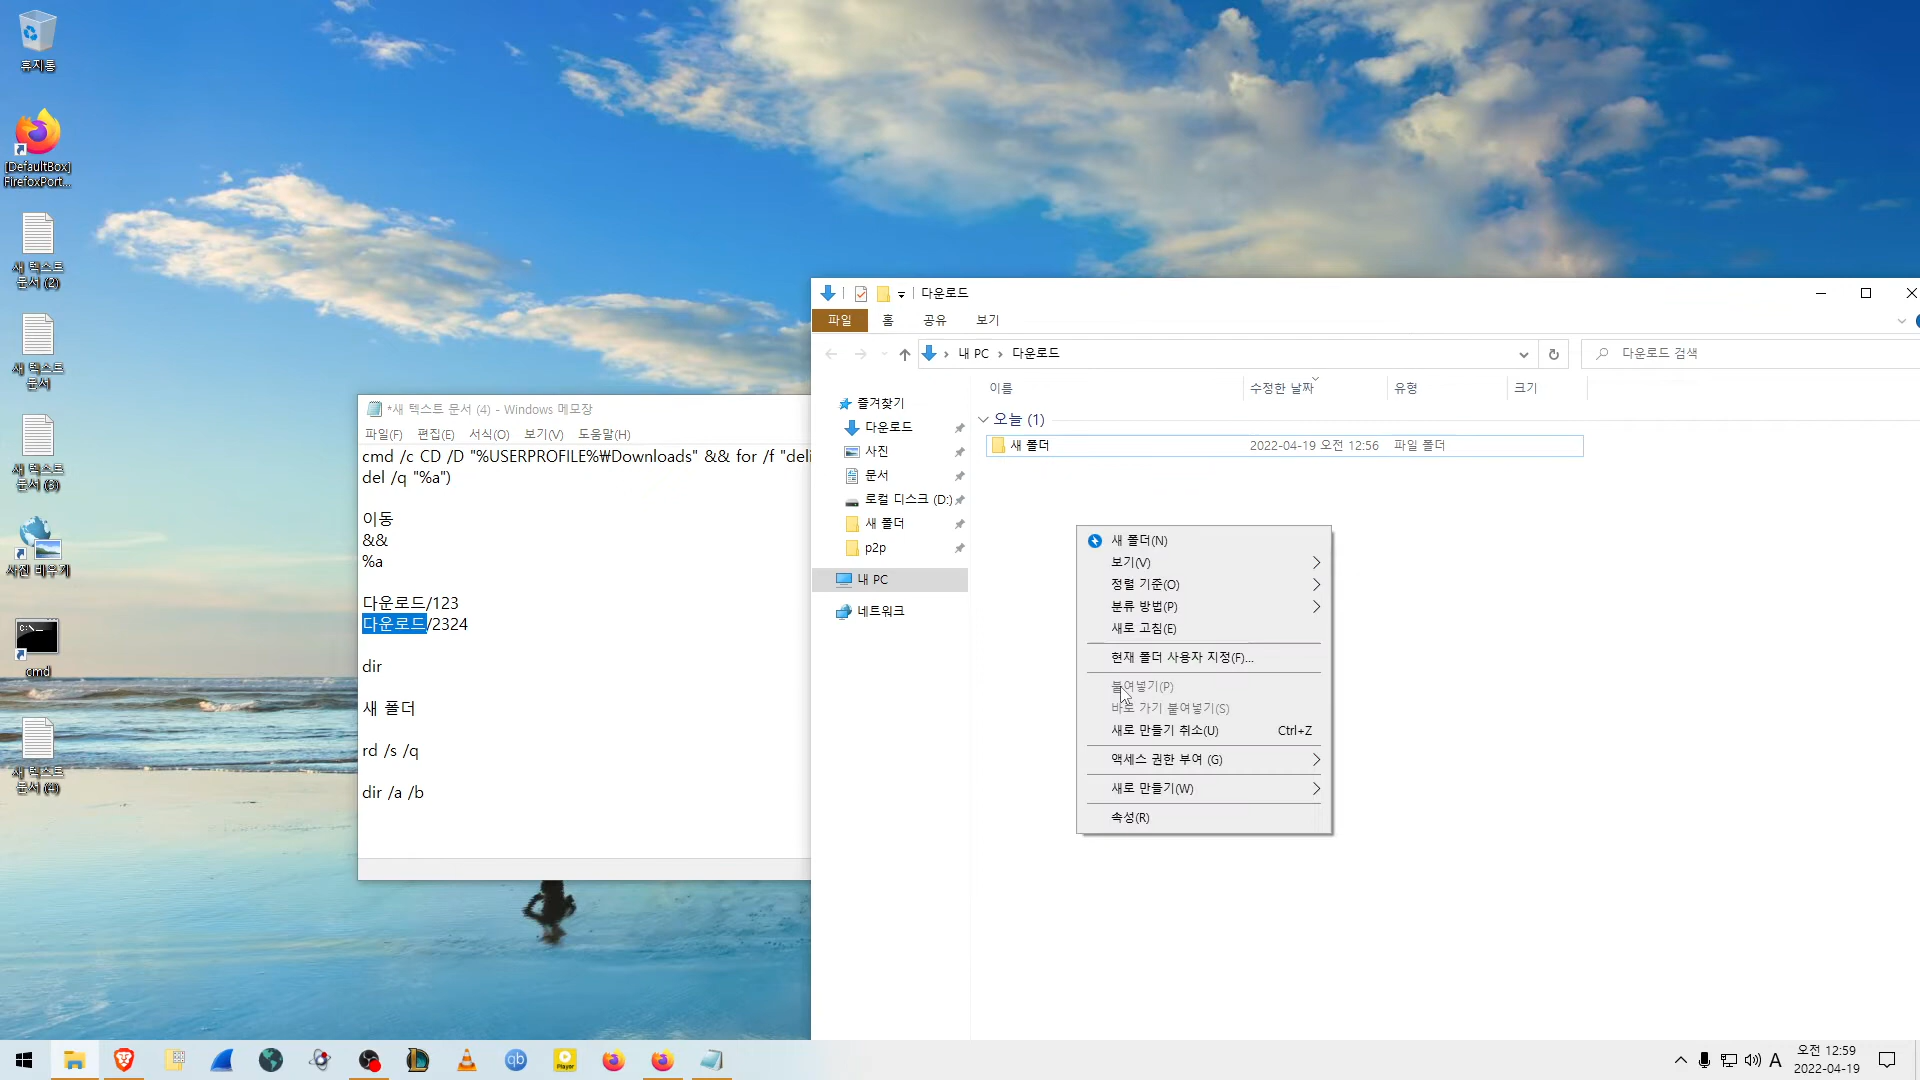 휴지통
[DefaultBox]
FirefoxPort...
새 텍스트
문서 (2)
새 텍스트
문서
새 텍스트
문서 (3)
사진 배우기
cmd
새 텍스트
문서 (4)
*새 텍스트 문서 (4) - Windows 메모장
파일(F) 편집(E) 서식(O) 보기(V) 도움말(H)
cmd /c CD /D "%USERPROFILE%₩Downloads" && for /f "deli
del /q "%a")
이동
&&
%a
다운로드/123
다운로드/2324
dir
새 폴더
rd /s /q
dir /a /b
다운로드
파일 홈 공유 보기
내 PC 다운로드
다운로드 검색
즐겨찾기
다운로드
사진
문서
로컬 디스크 (D:)
새 폴더
p2p
내 PC
네트워크
이름 수정한 날짜 유형 크기
오늘 (1)
새 폴더 2022-04-19 오전 12:56 파일 폴더
새 폴더(N)
보기(V)
정렬 기준(O)
분류 방법(P)
새로 고침(E)
현재 폴더 사용자 지정(F)...
붙여넣기(P)
바로 가기 붙여넣기(S)
새로 만들기 취소(U) Ctrl+Z
액세스 권한 부여 (G)
새로 만들기(W)
속성(R)
qb
Player
A
오전 12:59
2022-04-19